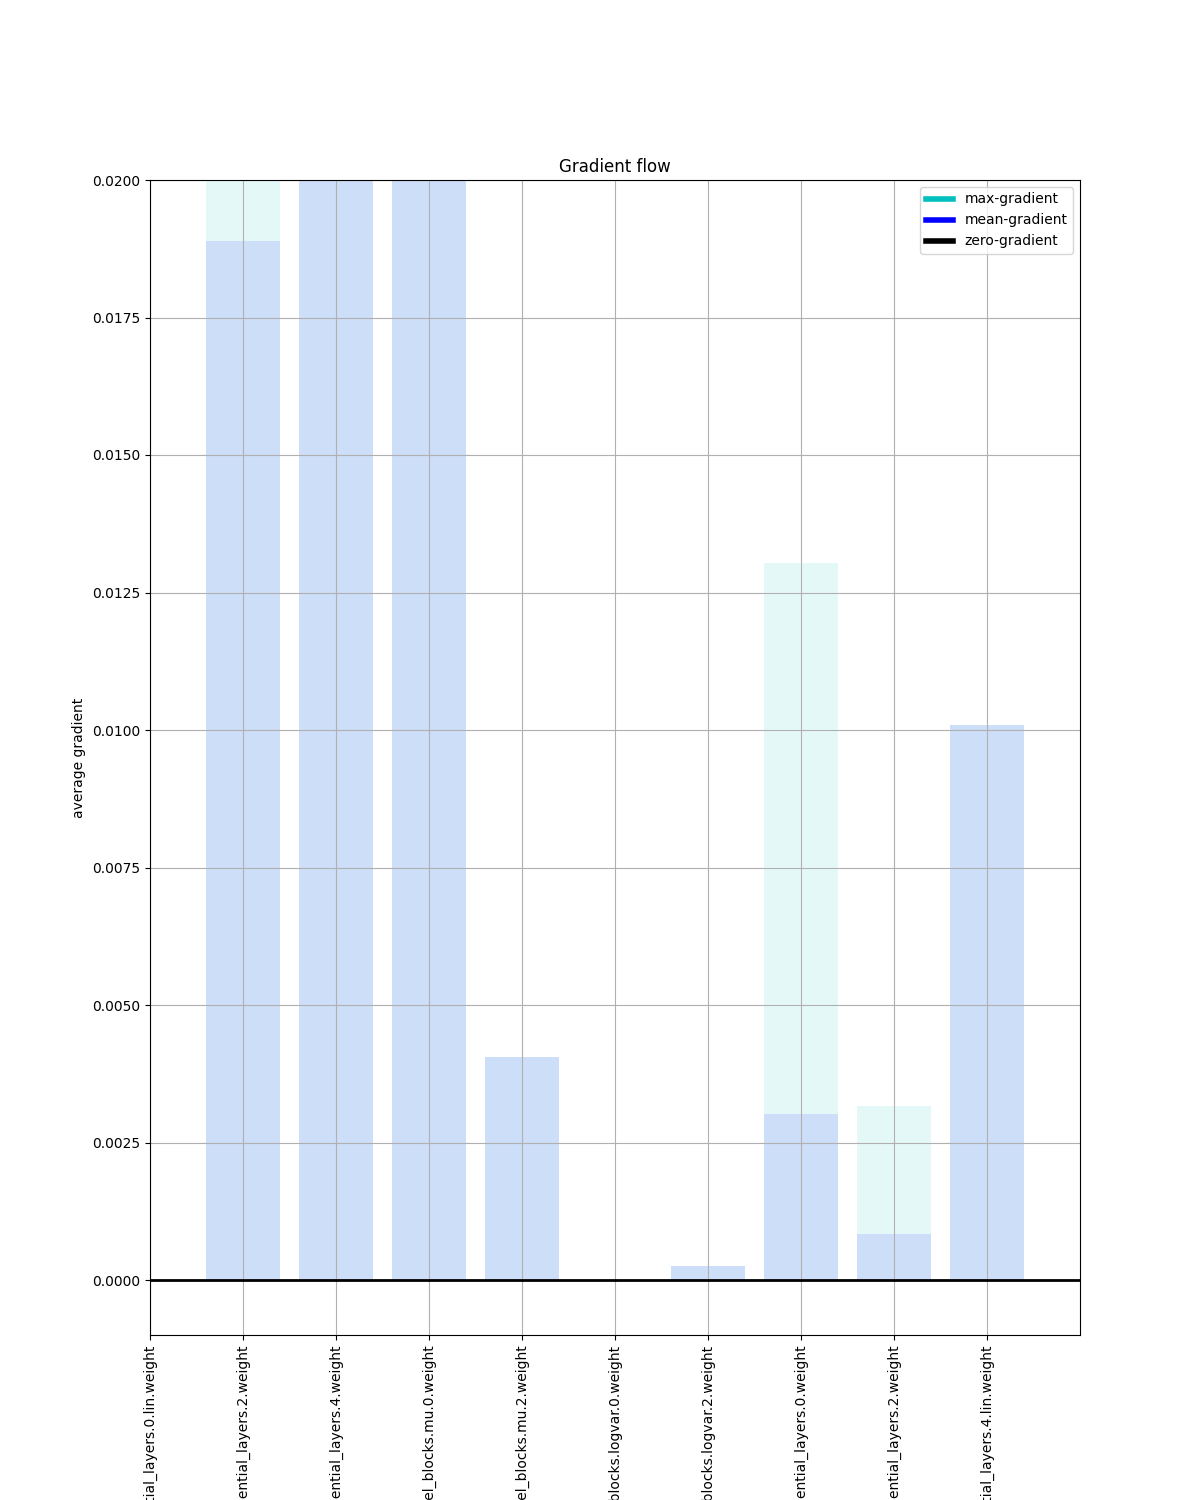 Gradient flow
max-gradient
mean-gradient
zero-gradient
average gradient
0.0200
0.0175
0.0150
0.0125
0.0100
0.0075
0.0050
0.0025
0.0000
tial_layers.0.lin.weight
ential_layers.2.weight
ential_layers.4.weight
el_blocks.mu.0.weight
el_blocks.mu.2.weight
blocks.logvar.0.weight
blocks.logvar.2.weight
ential_layers.0.weight
ential_layers.2.weight
tial_layers.4.lin.weight